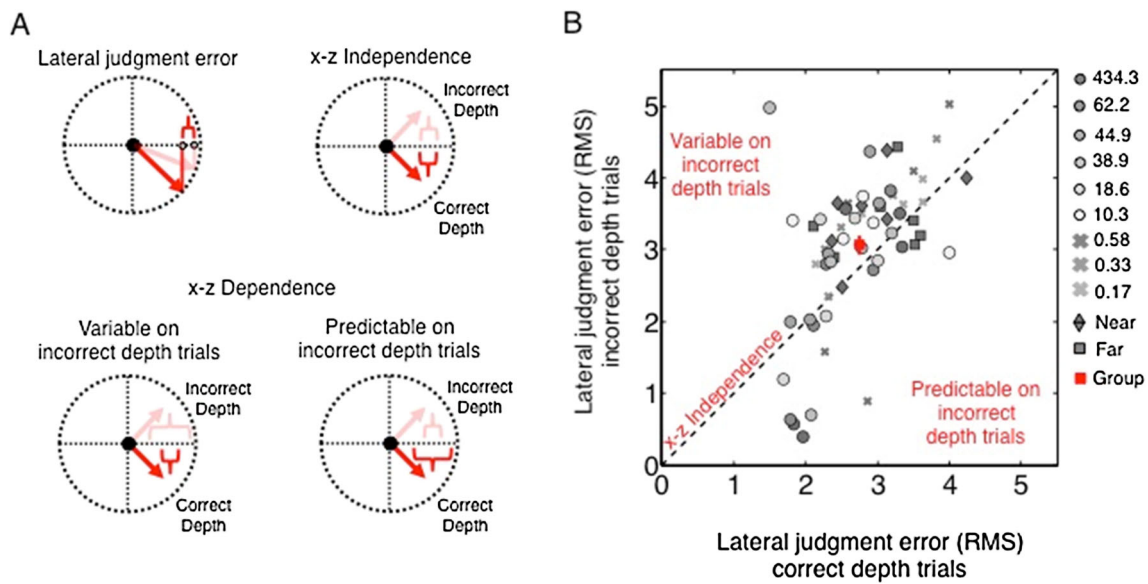 A
Lateral judgment error
x-z Independence
Incorrect
Depth
Correct
Depth
x-z Dependence
Variable on
incorrect depth trials
Incorrect
Depth
Correct
Depth
Predictable on
incorrect depth trials
Incorrect
Depth
Correct
Depth
B
Lateral judgment error (RMS)
incorrect depth trials
5
4
3
2
1
0
Variable on
incorrect
depth trials
x-z Independence
Predictable on
incorrect
depth trials
0 1 2 3 4 5
Lateral judgment error (RMS)
correct depth trials
434.3
62.2
44.9
38.9
18.6
10.3
0.58
0.33
0.17
Near
Far
Group